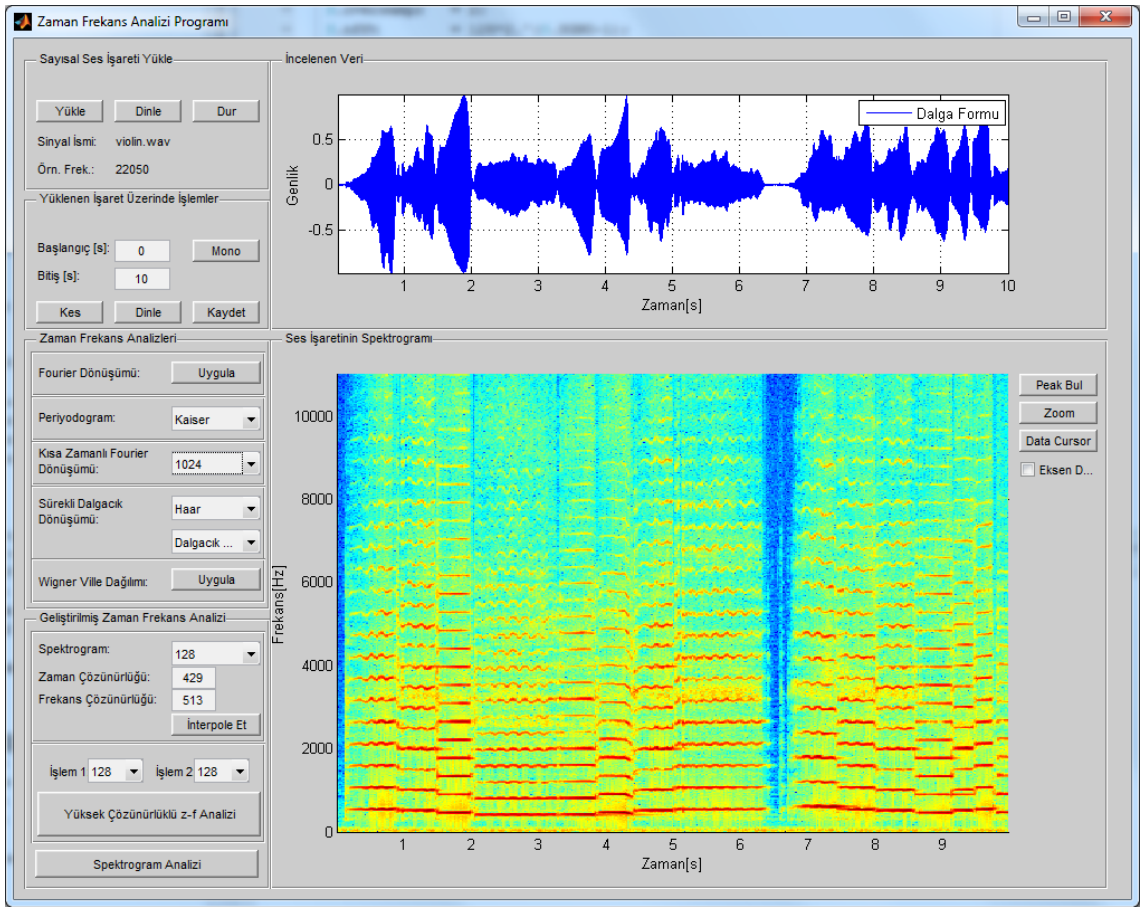 Zaman Frekans Analizi Programı
Sayısal Ses İşareti Yükle
Yükle Dinle Dur
Sinyal İsmi: violin.wav
Örn. Frek.: 22050
Yüklenen İşaret Üzerinde İşlemler
Başlangıç [s]: 0 Mono
Bitiş [s]: 10
Kes Dinle Kaydet
Zaman Frekans Analizleri
Fourier Dönüşümü: Uygula
Periyodogram: Kaiser
Kısa Zamanlı Fourier
Dönüşümü: 1024
Sürekli Dalgacık
Dönüşümü: Haar
Dalgacık ...
Wigner Ville Dağılımı: Uygula
Geliştirilmiş Zaman Frekans Analizi
Spektrogram: 128
Zaman Çözünürlüğü: 429
Frekans Çözünürlüğü: 513
İnterpole Et
İşlem 1 128 İşlem 2 128
Yüksek Çözünürlüklü z-f Analizi
Spektrogram Analizi
İncelenen Veri
Dalga Formu
Genlik
0.5
0
-0.5
1 2 3 4 5 6 7 8 9 10
Zaman[s]
Ses İşaretinin Spektrogramı
Frekans[Hz]
10000
8000
6000
4000
2000
0
1 2 3 4 5 6 7 8 9
Zaman[s]
Peak Bul
Zoom
Data Cursor
Eksen D...